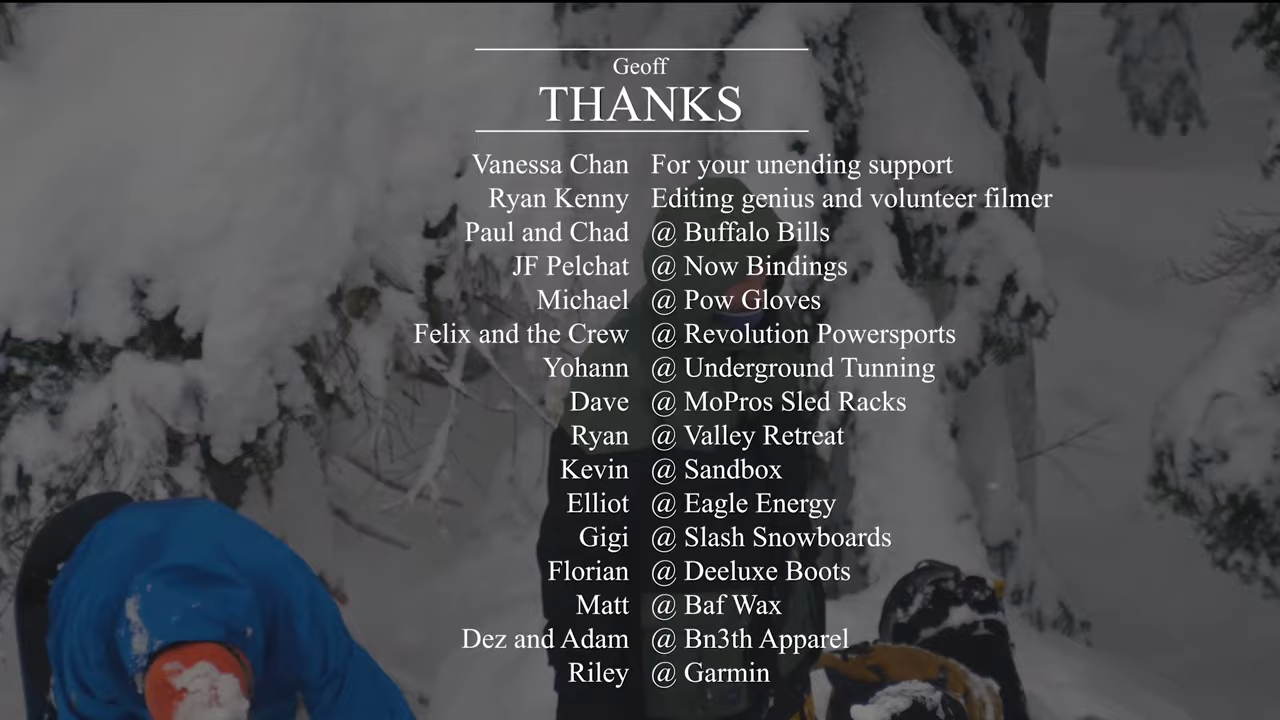 Geoff
THANKS
Vanessa Chan For your unending support
Ryan Kenny Editing genius and volunteer filmer
Paul and Chad @ Buffalo Bills
JF Pelchat @ Now Bindings
Michael @ Pow Gloves
Felix and the Crew @ Revolution Powersports
Yohann @ Underground Tunning
Dave @ MoPros Sled Racks
Ryan @ Valley Retreat
Kevin @ Sandbox
Elliot @ Eagle Energy
Gigi @ Slash Snowboards
Florian @ Deeluxe Boots
Matt @ Baf Wax
Dez and Adam @ Bn3th Apparel
Riley @ Garmin